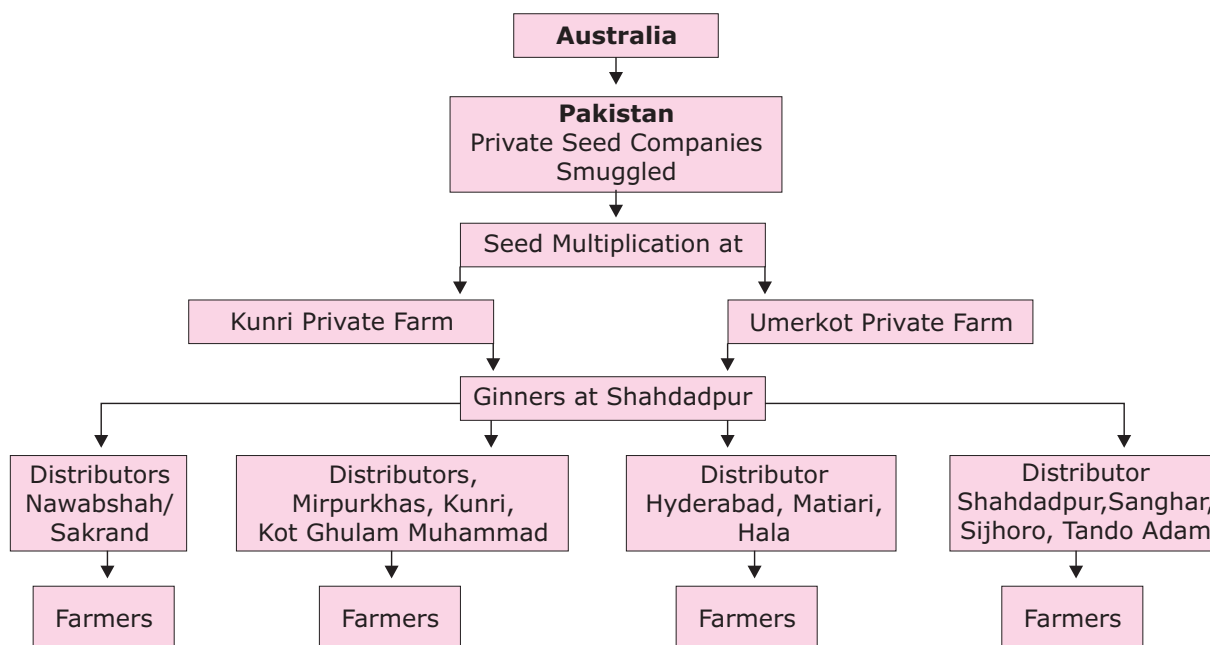 Australia
Pakistan
Private Seed Companies
Smuggled
Seed Multiplication at
Kunri Private Farm
Umerkot Private Farm
Ginners at Shahdadpur
Distributors
Nawabshah/
Sakrand
Distributors,
Mirpurkhas, Kunri,
Kot Ghulam Muhammad
Distributor
Hyderabad, Matiari,
Hala
Distributor
Shahdadpur,Sanghar,
Sijhoro, Tando Adam
Farmers
Farmers
Farmers
Farmers